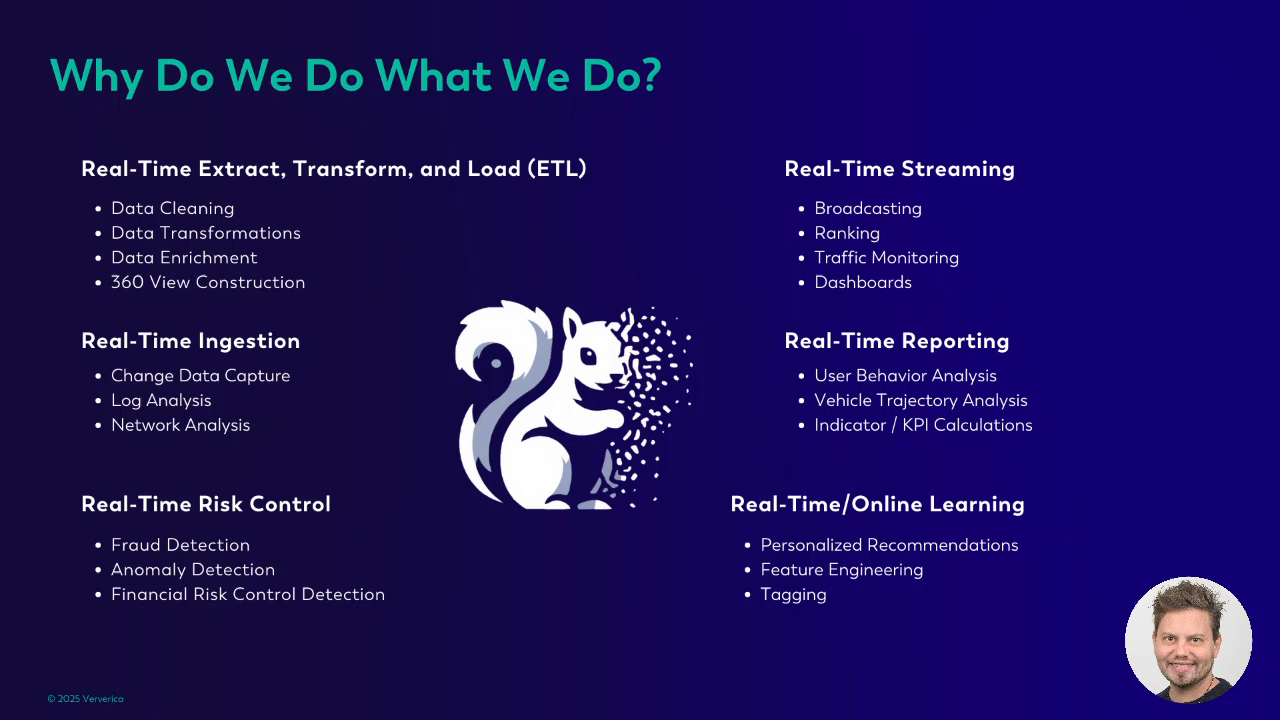 Why Do We Do What We Do?
Real-Time Extract, Transform, and Load (ETL)
• Data Cleaning
• Data Transformations
• Data Enrichment
• 360 View Construction
Real-Time Ingestion
• Change Data Capture
• Log Analysis
• Network Analysis
Real-Time Risk Control
• Fraud Detection
• Anomaly Detection
• Financial Risk Control Detection
Real-Time Streaming
• Broadcasting
• Ranking
• Traffic Monitoring
• Dashboards
Real-Time Reporting
• User Behavior Analysis
• Vehicle Trajectory Analysis
• Indicator / KPI Calculations
Real-Time/Online Learning
• Personalized Recommendations
• Feature Engineering
• Tagging
© 2025 Ververica